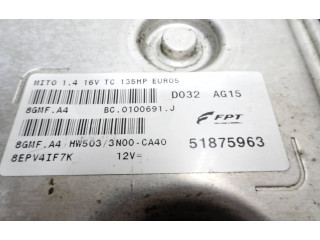 MITO 1.4 16V TC 135HP EURO5
D032 AG15
8GMF.A4 BC.0100691.J
FPT
8GMF.A4/HW503/3N00-CA40 51875963
8EPV4IF7K 12V=